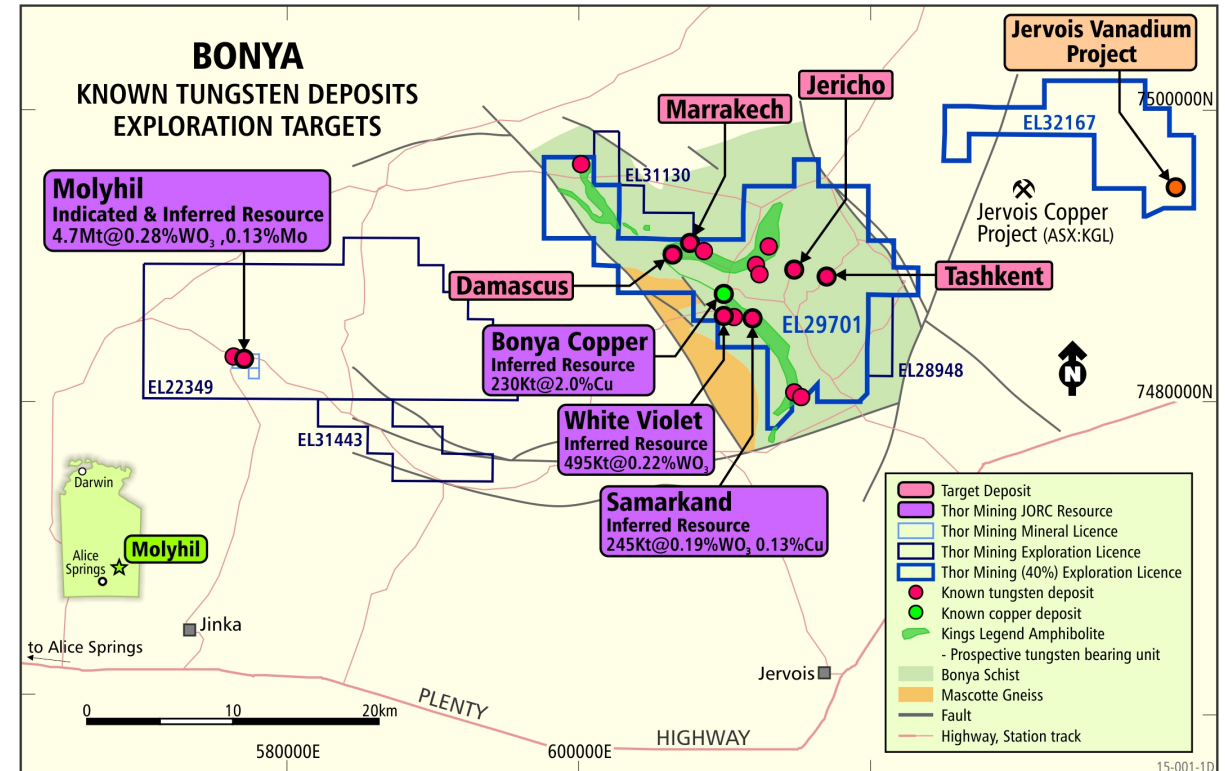 BONYA
KNOWN TUNGSTEN DEPOSITS
EXPLORATION TARGETS
Jervois Vanadium
Project
7500000N
EL32167
Jericho
Marrakech
EL31130
Molyhil
Indicated & Inferred Resource
4.7Mt@0.28%WO₃ ,0.13%Mo
Jervois Copper
Project (ASX:KGL)
Damascus
Tashkent
EL29701
Bonya Copper
Inferred Resource
230Kt@2.0%Cu
EL28948
N
7480000N
EL22349
EL31443
White Violet
Inferred Resource
495Kt@0.22%WO₃
Samarkand
Inferred Resource
245Kt@0.19%WO₃ 0.13%Cu
Darwin
Alice
Springs
Molyhil
Target Deposit
Thor Mining JORC Resource
Thor Mining Mineral Licence
Thor Mining Exploration Licence
Thor Mining (40%) Exploration Licence
Known tungsten deposit
Known copper deposit
Kings Legend Amphibolite
- Prospective tungsten bearing unit
Bonya Schist
Mascotte Gneiss
Fault
Highway, Station track
Jinka
to Alice Springs
Jervois
PLENTY
HIGHWAY
0 10 20km
580000E
600000E
15-001-1D